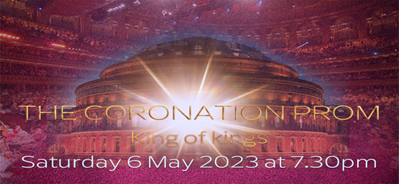 THE CORONATION PROM
King of kings
Saturday 6 May 2023 at 7.30pm